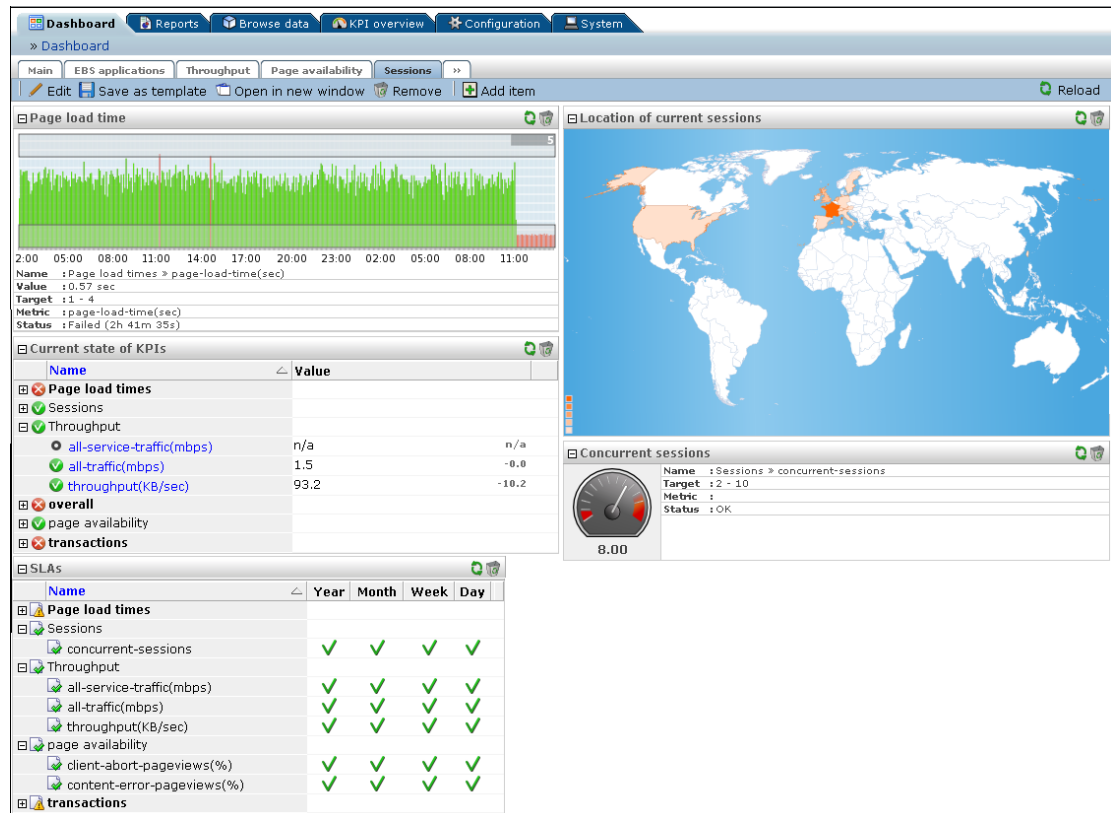 Dashboard Reports Browse data KPI overview Configuration System
» Dashboard
Main EBS applications Throughput Page availability Sessions »
Edit Save as template Open in new window Remove Add item Reload
Page load time
5
2:00 05:00 08:00 11:00 14:00 17:00 20:00 23:00 02:00 05:00 08:00 11:00
Name :Page load times » page-load-time(sec)
Value :0.57 sec
Target :1 - 4
Metric :page-load-time(sec)
Status :Failed (2h 41m 35s)
Current state of KPIs
Name Value
Page load times
Sessions
Throughput
all-service-traffic(mbps) n/a n/a
all-traffic(mbps) 1.5 -0.0
throughput(KB/sec) 93.2 -10.2
overall
page availability
transactions
SLAs
Name Year Month Week Day
Page load times
Sessions
concurrent-sessions
Throughput
all-service-traffic(mbps)
all-traffic(mbps)
throughput(KB/sec)
page availability
client-abort-pageviews(%)
content-error-pageviews(%)
transactions
Location of current sessions
Concurrent sessions
Name :Sessions » concurrent-sessions
Target :2 - 10
Metric :
Status :OK
8.00